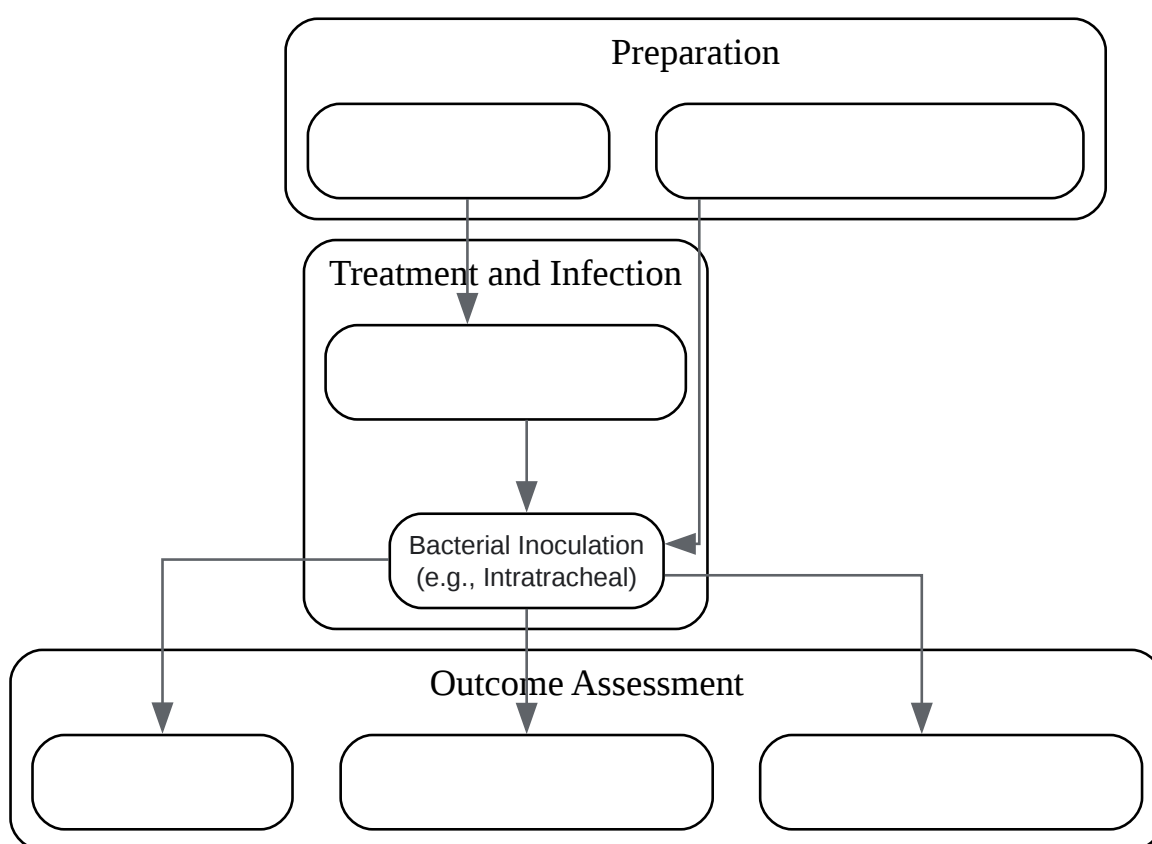 Preparation
Treatment and Infection
Bacterial Inoculation
(e.g., Intratracheal)
Outcome Assessment